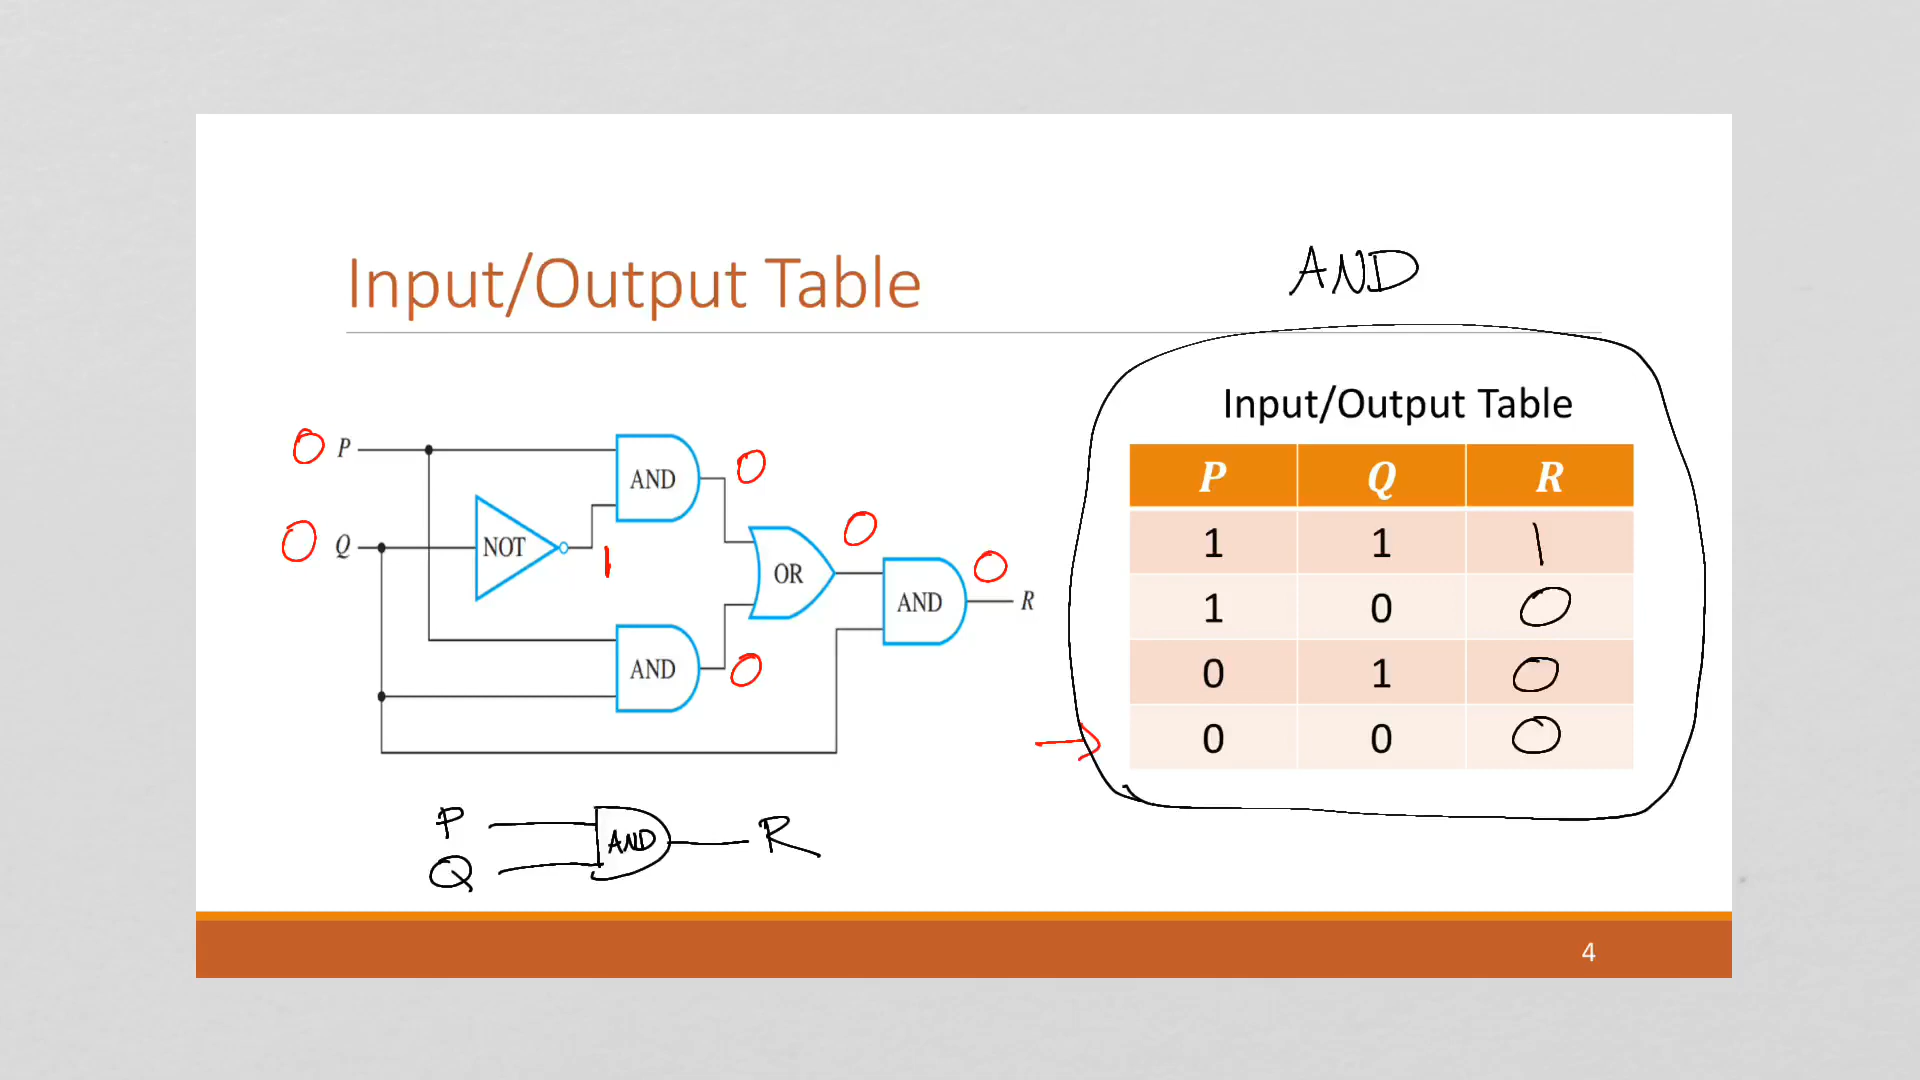 Input/Output Table
AND
Input/Output Table
P Q R
1 1 1
1 0 0
0 1 0
0 0 0
0 P
0 Q
NOT
1
AND
0
AND
0
OR
0
AND
0
R
P
Q
AND
R
4